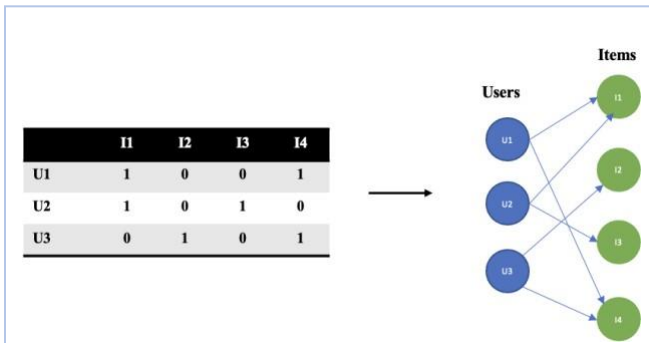 I1 I2 I3 I4
U1 1 0 0 1
U2 1 0 1 0
U3 0 1 0 1
Users
U1
U2
U3
Items
I1
I2
I3
I4